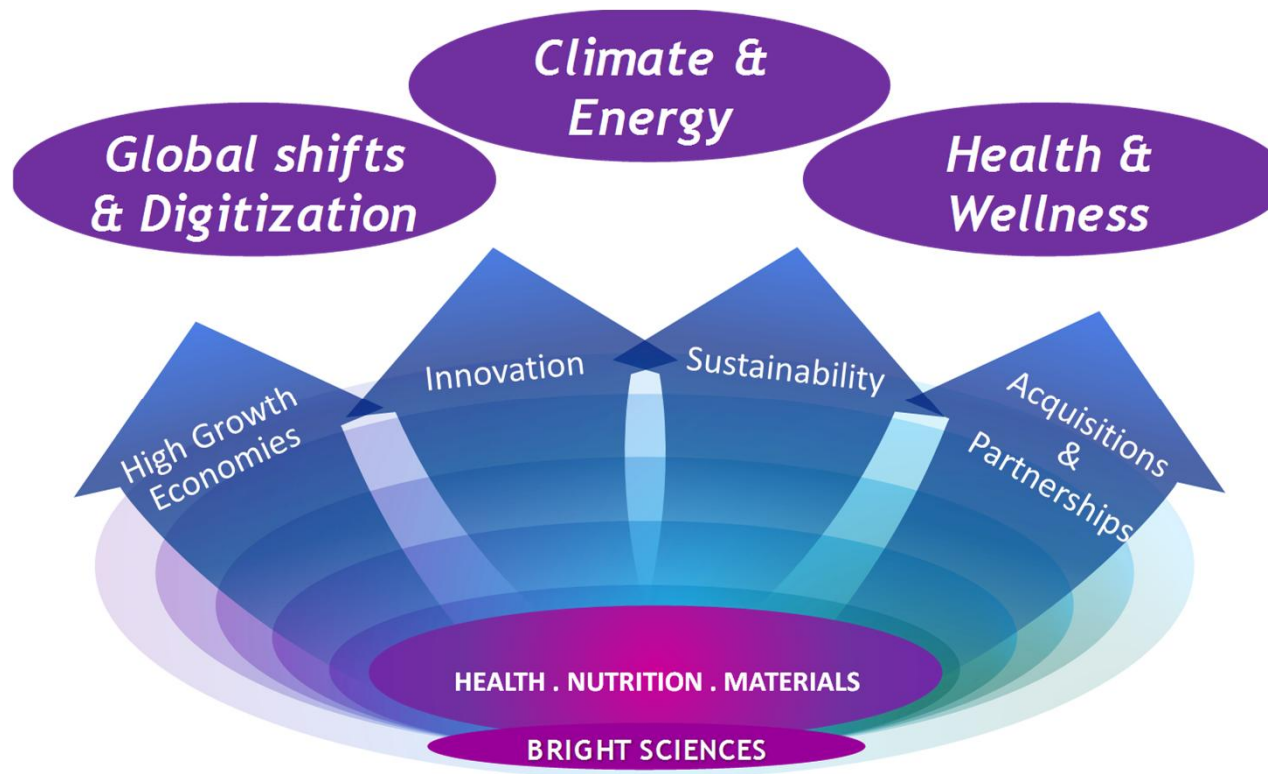 Climate &
Energy
Global shifts
& Digitization
Health &
Wellness
High Growth
Economies
Innovation
Sustainability
Acquisitions
&
Partnerships
HEALTH . NUTRITION . MATERIALS
BRIGHT SCIENCES